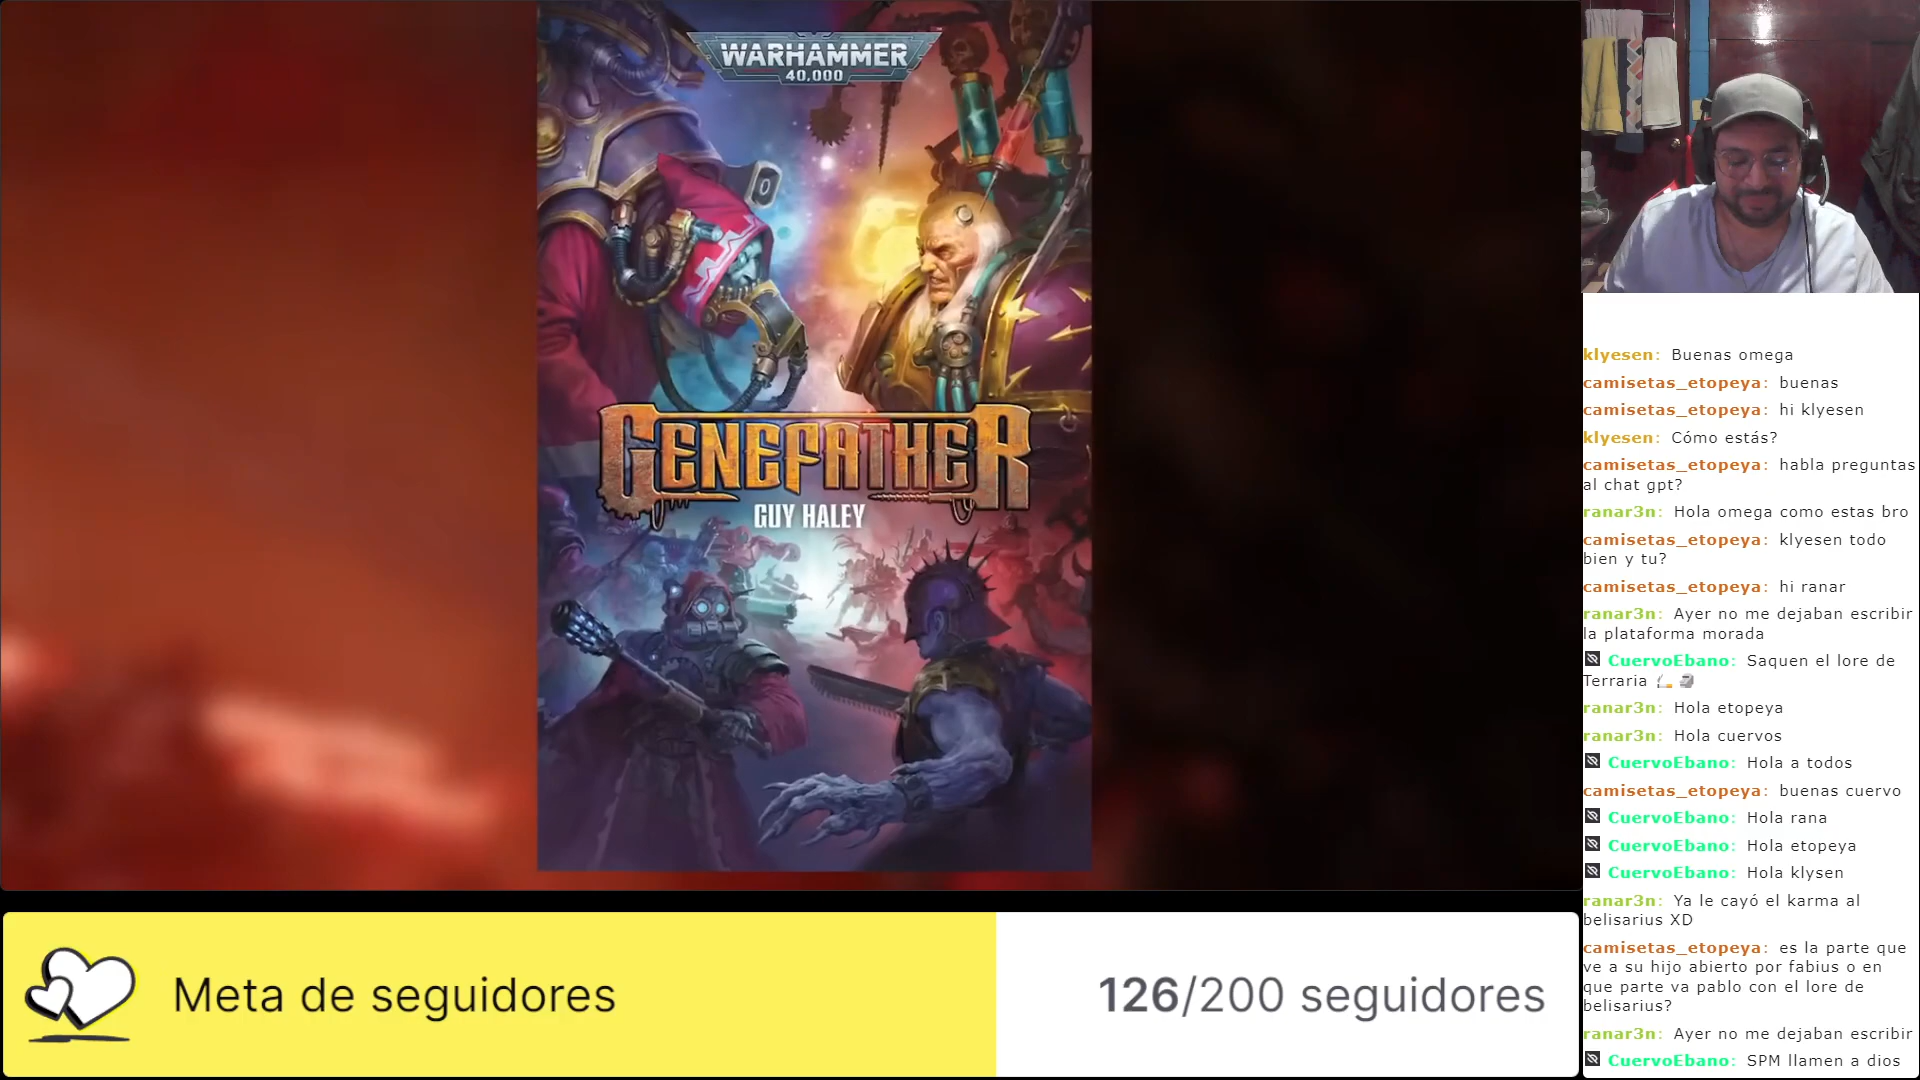 WARHAMMER
40,000
GENEFATHER
GUY HALEY
Meta de seguidores
126/200 seguidores
klyesen: Buenas omega
camisetas_etopeya: buenas
camisetas_etopeya: hi klyesen
klyesen: Cómo estás?
camisetas_etopeya: habla preguntas
al chat gpt?
ranar3n: Hola omega como estas bro
camisetas_etopeya: klyesen todo
bien y tu?
camisetas_etopeya: hi ranar
ranar3n: Ayer no me dejaban escribir
la plataforma morada
CuervoEbano: Saquen el lore de
Terraria
ranar3n: Hola etopeya
ranar3n: Hola cuervos
CuervoEbano: Hola a todos
camisetas_etopeya: buenas cuervo
CuervoEbano: Hola rana
CuervoEbano: Hola etopeya
CuervoEbano: Hola klysen
ranar3n: Ya le cayó el karma al
belisarius XD
camisetas_etopeya: es la parte que
ve a su hijo abierto por fabius o en
que parte va pablo con el lore de
belisarius?
ranar3n: Ayer no me dejaban escribir
CuervoEbano: SPM llamen a dios